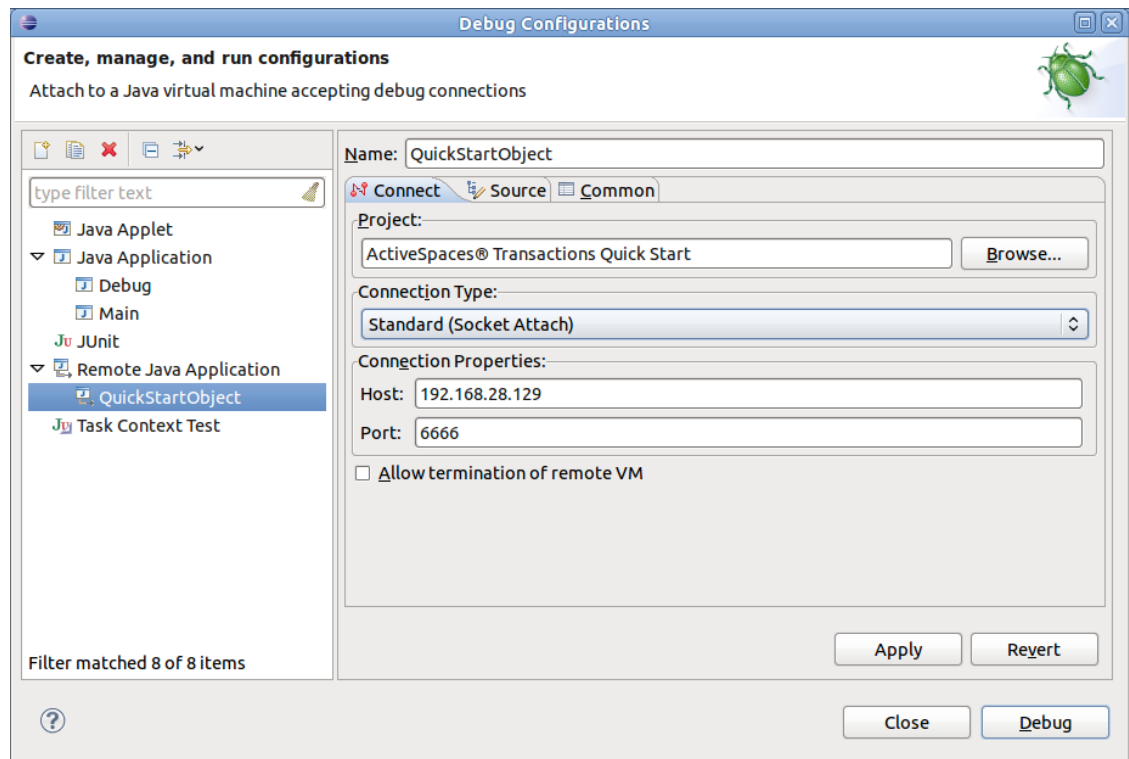 Debug Configurations
Create, manage, and run configurations
Attach to a Java virtual machine accepting debug connections
type filter text
Java Applet
Java Application
Debug
Main
Ju JUnit
Remote Java Application
QuickStartObject
Task Context Test
Filter matched 8 of 8 items
Name: QuickStartObject
Connect Source Common
Project:
ActiveSpaces® Transactions Quick Start Browse...
Connection Type:
Standard (Socket Attach)
Connection Properties:
Host: 192.168.28.129
Port: 6666
Allow termination of remote VM
Apply Revert
? Close Debug